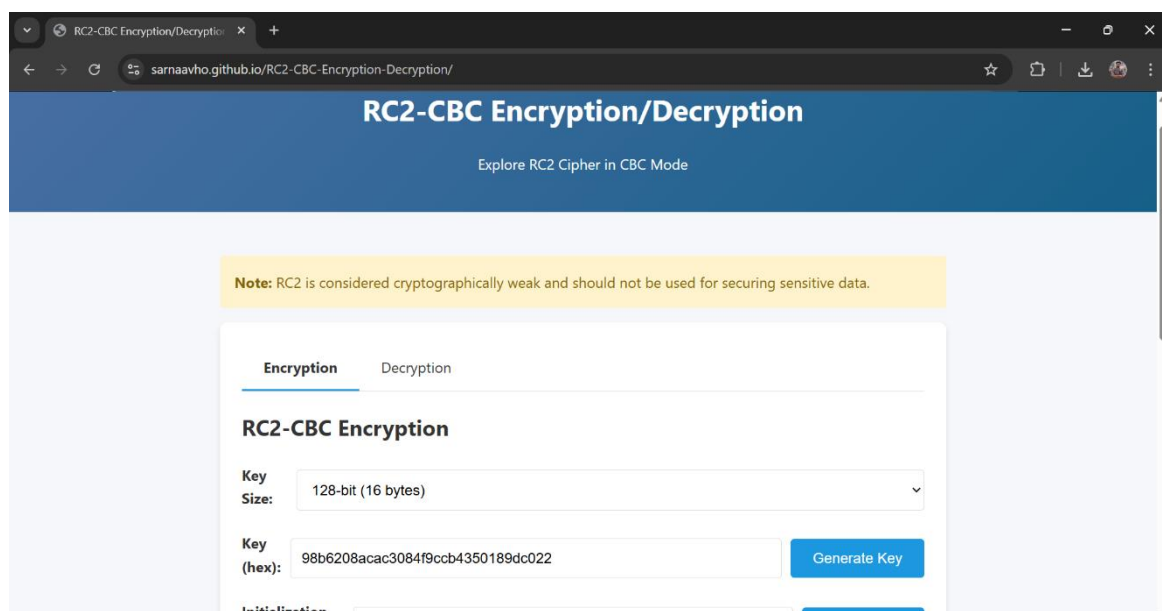 RC2-CBC Encryption/Decryptio
sarnaavho.github.io/RC2-CBC-Encryption-Decryption/
RC2-CBC Encryption/Decryption
Explore RC2 Cipher in CBC Mode
Note: RC2 is considered cryptographically weak and should not be used for securing sensitive data.
Encryption Decryption
RC2-CBC Encryption
Key
Size:
128-bit (16 bytes)
Key
(hex):
98b6208acac3084f9ccb4350189dc022
Generate Key
Initialization